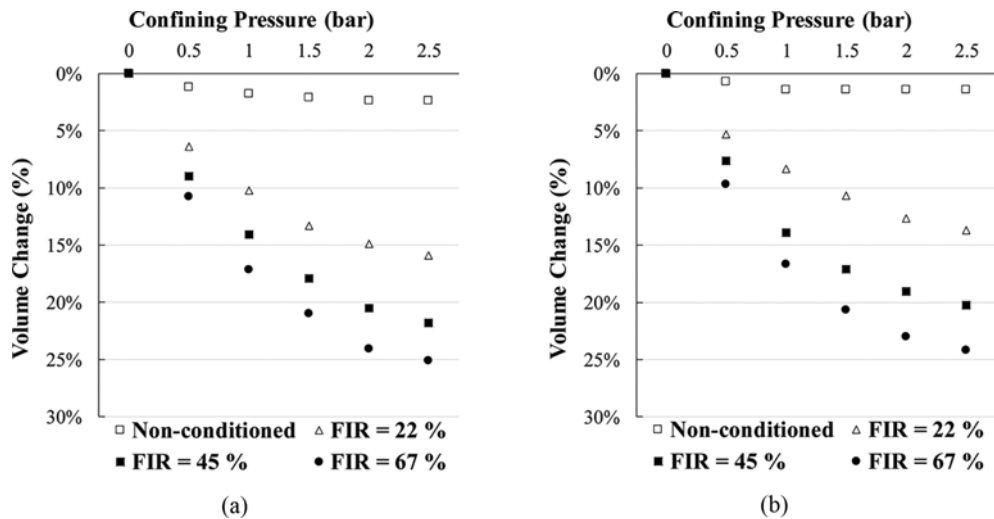 Confining Pressure (bar)
0 0.5 1 1.5 2 2.5
0%
5%
10%
15%
20%
25%
30%
Volume Change (%)
□ Non-conditioned △ FIR = 22 %
■ FIR = 45 % ● FIR = 67 %
(a)
Confining Pressure (bar)
0 0.5 1 1.5 2 2.5
0%
5%
10%
15%
20%
25%
30%
Volume Change (%)
□ Non-conditioned △ FIR = 22 %
■ FIR = 45 % ● FIR = 67 %
(b)